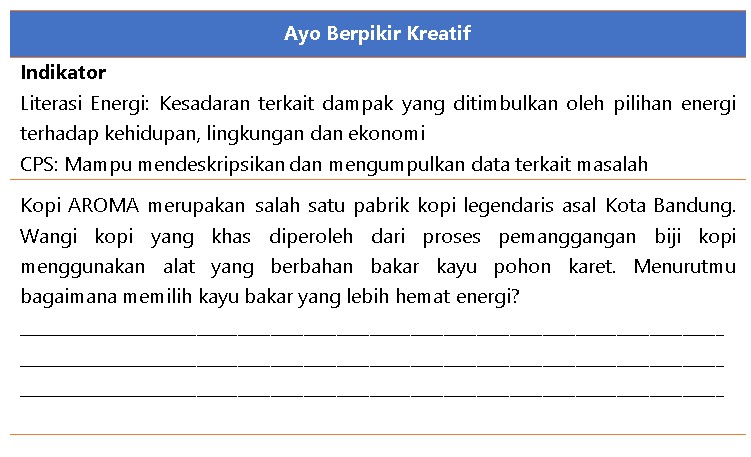 Ayo Berpikir Kreatif
Indikator
Literasi Energi: Kesadaran terkait dampak yang ditimbulkan oleh pilihan energi
terhadap kehidupan, lingkungan dan ekonomi
CPS: Mampu mendeskripsikan dan mengumpulkan data terkait masalah
Kopi AROMA merupakan salah satu pabrik kopi legendaris asal Kota Bandung.
Wangi kopi yang khas diperoleh dari proses pemanggangan biji kopi
menggunakan alat yang berbahan bakar kayu pohon karet. Menurutmu
bagaimana memilih kayu bakar yang lebih hemat energi?